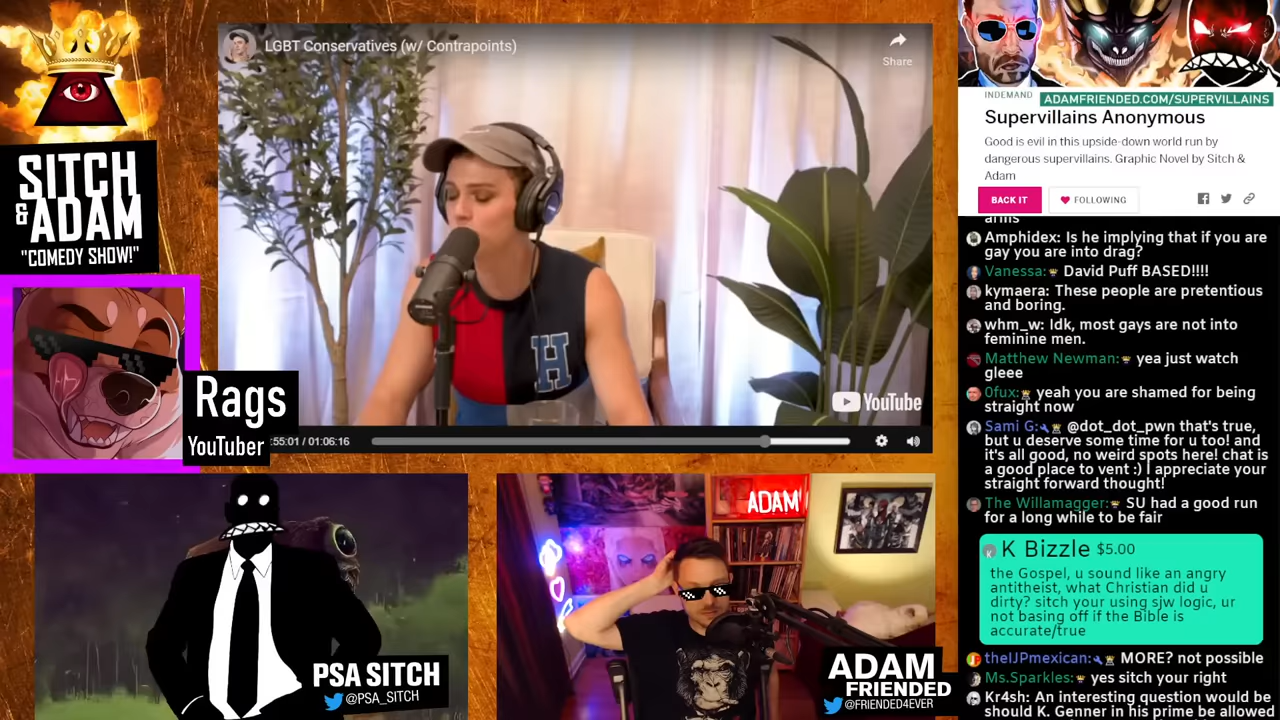 LGBT Conservatives (w/ Contrapoints)
Share
SITCH
& ADAM
"COMEDY SHOW!"
H
YouTube
:55:01 / 01:06:16
Rags
YouTuber
PSA SITCH
@PSA_SITCH
ADAM
ADAM
FRIENDED
@FRIENDED4EVER
INDEMAND
ADAMFRIENDED.COM/SUPERVILLAINS
Supervillains Anonymous
Good is evil in this upside-down world run by
dangerous supervillains. Graphic Novel by Sitch &
Adam
BACK IT
FOLLOWING
arms
Amphidex: Is he implying that if you are
gay you are into drag?
Vanessa: David Puff BASED!!!!
kymaera: These people are pretentious
and boring.
whm_w: Idk, most gays are not into
feminine men.
Matthew Newman: yea just watch
gleee
0fux: yeah you are shamed for being
straight now
Sami G: @dot_dot_pwn that's true,
but u deserve some time for u too! and
it's all good, no weird spots here! chat is
a good place to vent :) I appreciate your
straight forward thought!
The Willamagger: SU had a good run
for a long while to be fair
K Bizzle $5.00
the Gospel, u sound like an angry
antitheist, what Christian did u
dirty? sitch your using sjw logic, ur
not basing off if the Bible is
accurate/true
theIJPmexican: MORE? not possible
Ms.Sparkles: yes sitch your right
Kr4sh: An interesting question would be
should K. Genner in his prime be allowed